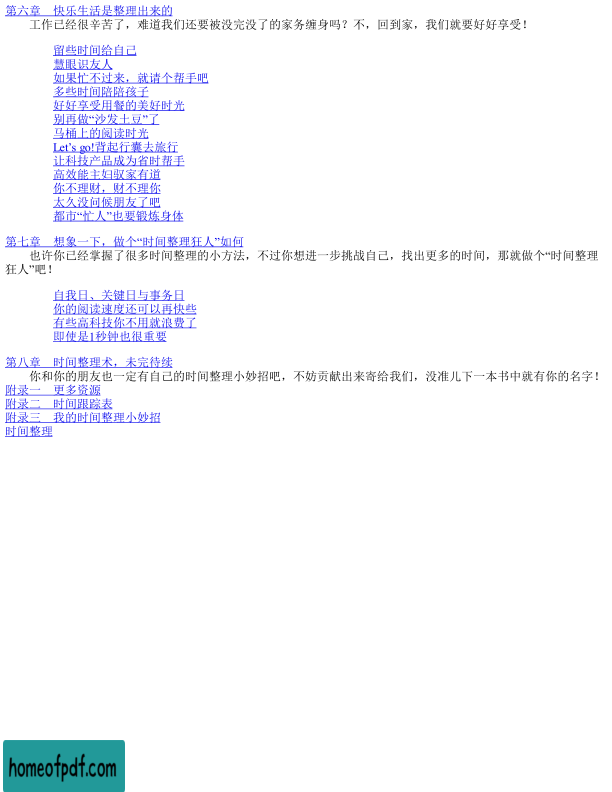 第六章　快乐生活是整理出来的
工作已经很辛苦了，难道我们还要被没完没了的家务缠身吗？不，回到家，我们就要好好享受！
留些时间给自己
慧眼识友人
如果忙不过来，就请个帮手吧
多些时间陪陪孩子
好好享受用餐的美好时光
别再做“沙发土豆”了
马桶上的阅读时光
Let’s go!背起行囊去旅行
让科技产品成为省时帮手
高效能主妇驭家有道
你不理财，财不理你
太久没问候朋友了吧
都市“忙人”也要锻炼身体
第七章　想象一下，做个“时间整理狂人”如何
也许你已经掌握了很多时间整理的小方法，不过你想进一步挑战自己，找出更多的时间，那就做个“时间整理
狂人”吧！
自我日、关键日与事务日
你的阅读速度还可以再快些
有些高科技你不用就浪费了
即使是1秒钟也很重要
第八章　时间整理术，未完待续
你和你的朋友也一定有自己的时间整理小妙招吧，不妨贡献出来寄给我们，没准儿下一本书中就有你的名字！
附录一　更多资源
附录二　时间跟踪表
附录三　我的时间整理小妙招
时间整理
homeofpdf.com